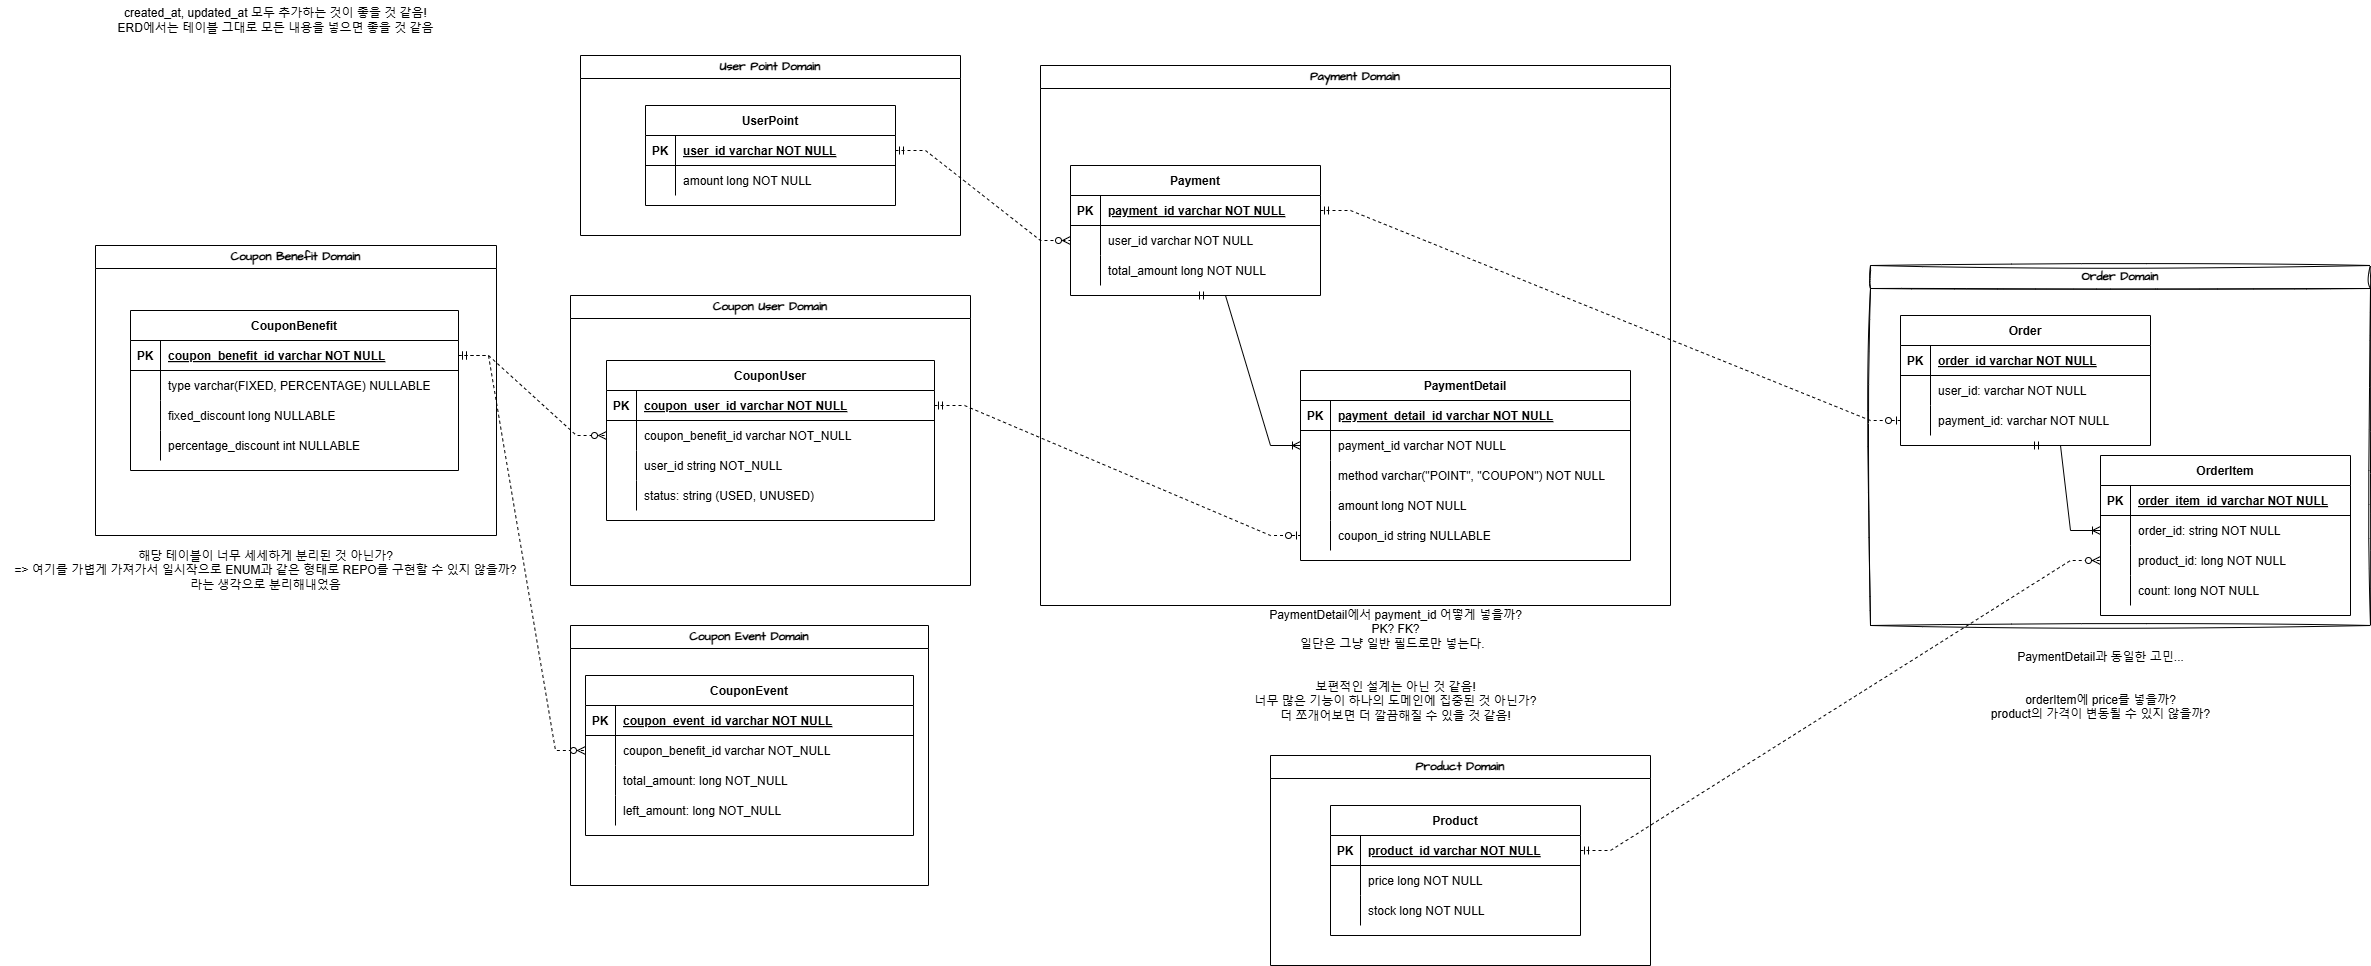 created_at, updated_at 모두 추가하는 것이 좋을 것 같음!
ERD에서는 테이블 그대로 모든 내용을 넣으면 좋을 것 같음
User Point Domain
UserPoint
PK user_id varchar NOT NULL
amount long NOT NULL
Coupon Benefit Domain
CouponBenefit
PK coupon_benefit_id varchar NOT NULL
type varchar(FIXED, PERCENTAGE) NULLABLE
fixed_discount long NULLABLE
percentage_discount int NULLABLE
해당 테이블이 너무 세세하게 분리된 것 아닌가?
=> 여기를 가볍게 가져가서 일시작으로 ENUM과 같은 형태로 REPO를 구현할 수 있지 않을까?
라는 생각으로 분리해내었음
Coupon User Domain
CouponUser
PK coupon_user_id varchar NOT NULL
coupon_benefit_id varchar NOT_NULL
user_id string NOT_NULL
status: string (USED, UNUSED)
Coupon Event Domain
CouponEvent
PK coupon_event_id varchar NOT NULL
coupon_benefit_id varchar NOT_NULL
total_amount: long NOT_NULL
left_amount: long NOT_NULL
Payment Domain
Payment
PK payment_id varchar NOT NULL
user_id varchar NOT NULL
total_amount long NOT NULL
PaymentDetail
PK payment_detail_id varchar NOT NULL
payment_id varchar NOT NULL
method varchar("POINT", "COUPON") NOT NULL
amount long NOT NULL
coupon_id string NULLABLE
PaymentDetail에서 payment_id 어떻게 넣을까?
PK? FK?
일단은 그냥 일반 필드로만 넣는다.
보편적인 설계는 아닌 것 같음!
너무 많은 기능이 하나의 도메인에 집중된 것 아닌가?
더 쪼개어보면 더 깔끔해질 수 있을 것 같음!
Product Domain
Product
PK product_id varchar NOT NULL
price long NOT NULL
stock long NOT NULL
Order Domain
Order
PK order_id varchar NOT NULL
user_id: varchar NOT NULL
payment_id: varchar NOT NULL
OrderItem
PK order_item_id varchar NOT NULL
order_id: string NOT NULL
product_id: long NOT NULL
count: long NOT NULL
PaymentDetail과 동일한 고민...
orderItem에 price를 넣을까?
product의 가격이 변동될 수 있지 않을까?